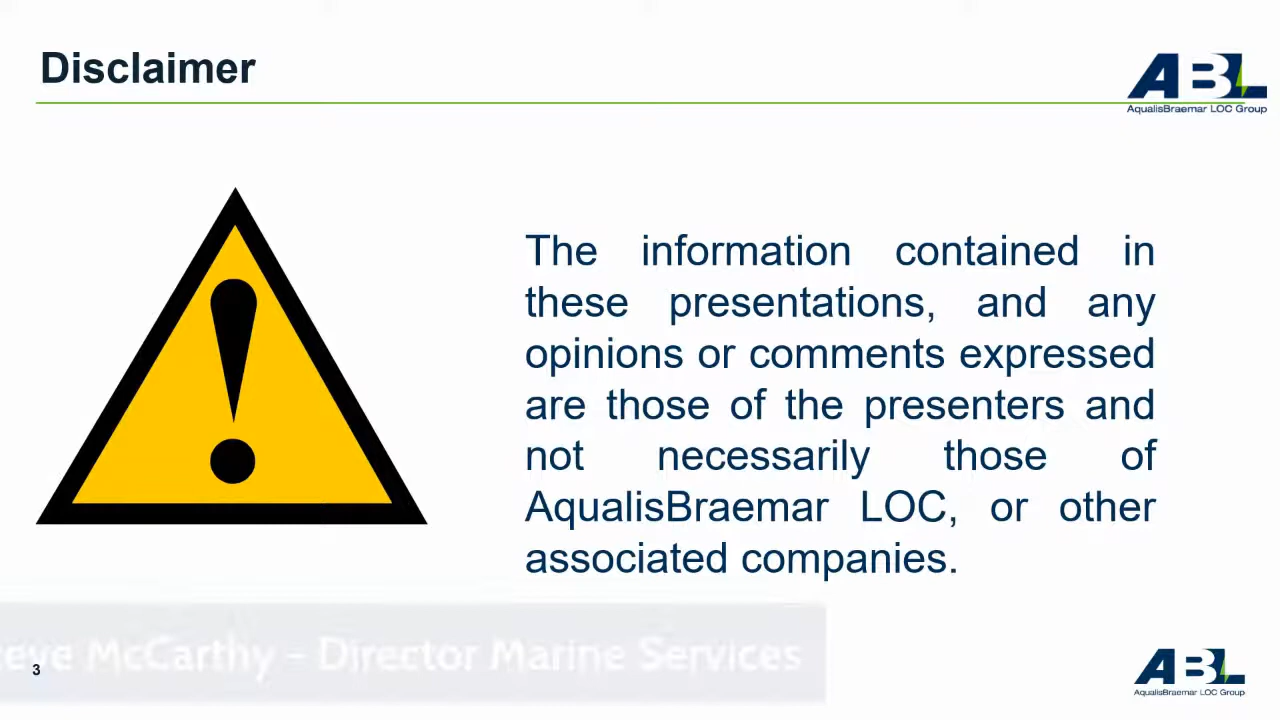 Disclaimer
ABL
AqualisBraemar LOC Group
The information contained in
these presentations, and any
opinions or comments expressed
are those of the presenters and
not necessarily those of
AqualisBraemar LOC, or other
associated companies.
McCarthy - Director Marine Services
3
ABL
AqualisBraemar LOC Group